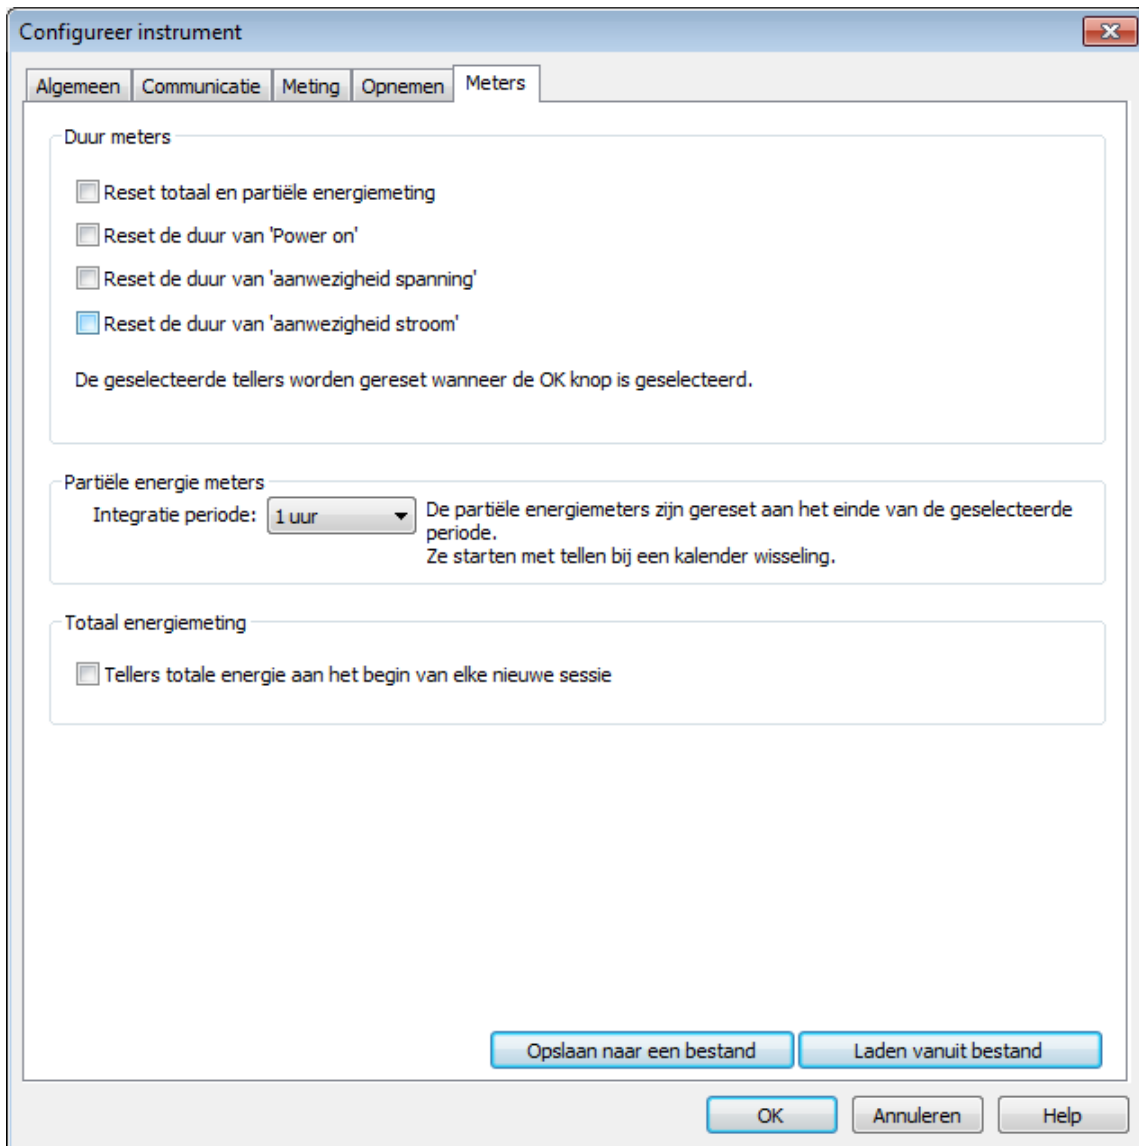 Configureer instrument
Algemeen Communicatie Meting Opnemen Meters
Duur meters
Reset totaal en partiële energiemeting
Reset de duur van 'Power on'
Reset de duur van 'aanwezigheid spanning'
Reset de duur van 'aanwezigheid stroom'
De geselecteerde tellers worden gereset wanneer de OK knop is geselecteerd.
Partiële energie meters
Integratie periode: 1 uur De partiële energiemeters zijn gereset aan het einde van de geselecteerde
periode.
Ze starten met tellen bij een kalender wisseling.
Totaal energiemeting
Tellers totale energie aan het begin van elke nieuwe sessie
Opslaan naar een bestand Laden vanuit bestand
OK Annuleren Help